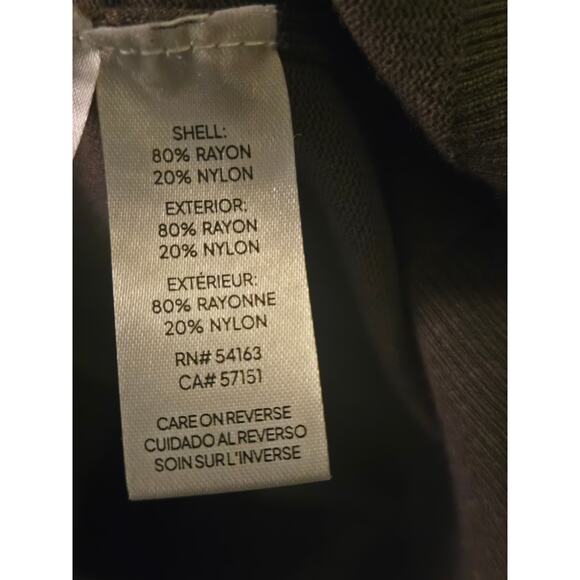 SHELL:
80% RAYON
20% NYLON
EXTERIOR:
80% RAYON
20% NYLON
EXTÉRIEUR:
80% RAYONNE
20% NYLON
RN# 54163
CA# 57151
CARE ON REVERSE
CUIDADO AL REVERSO
SOIN SUR L'INVERSE